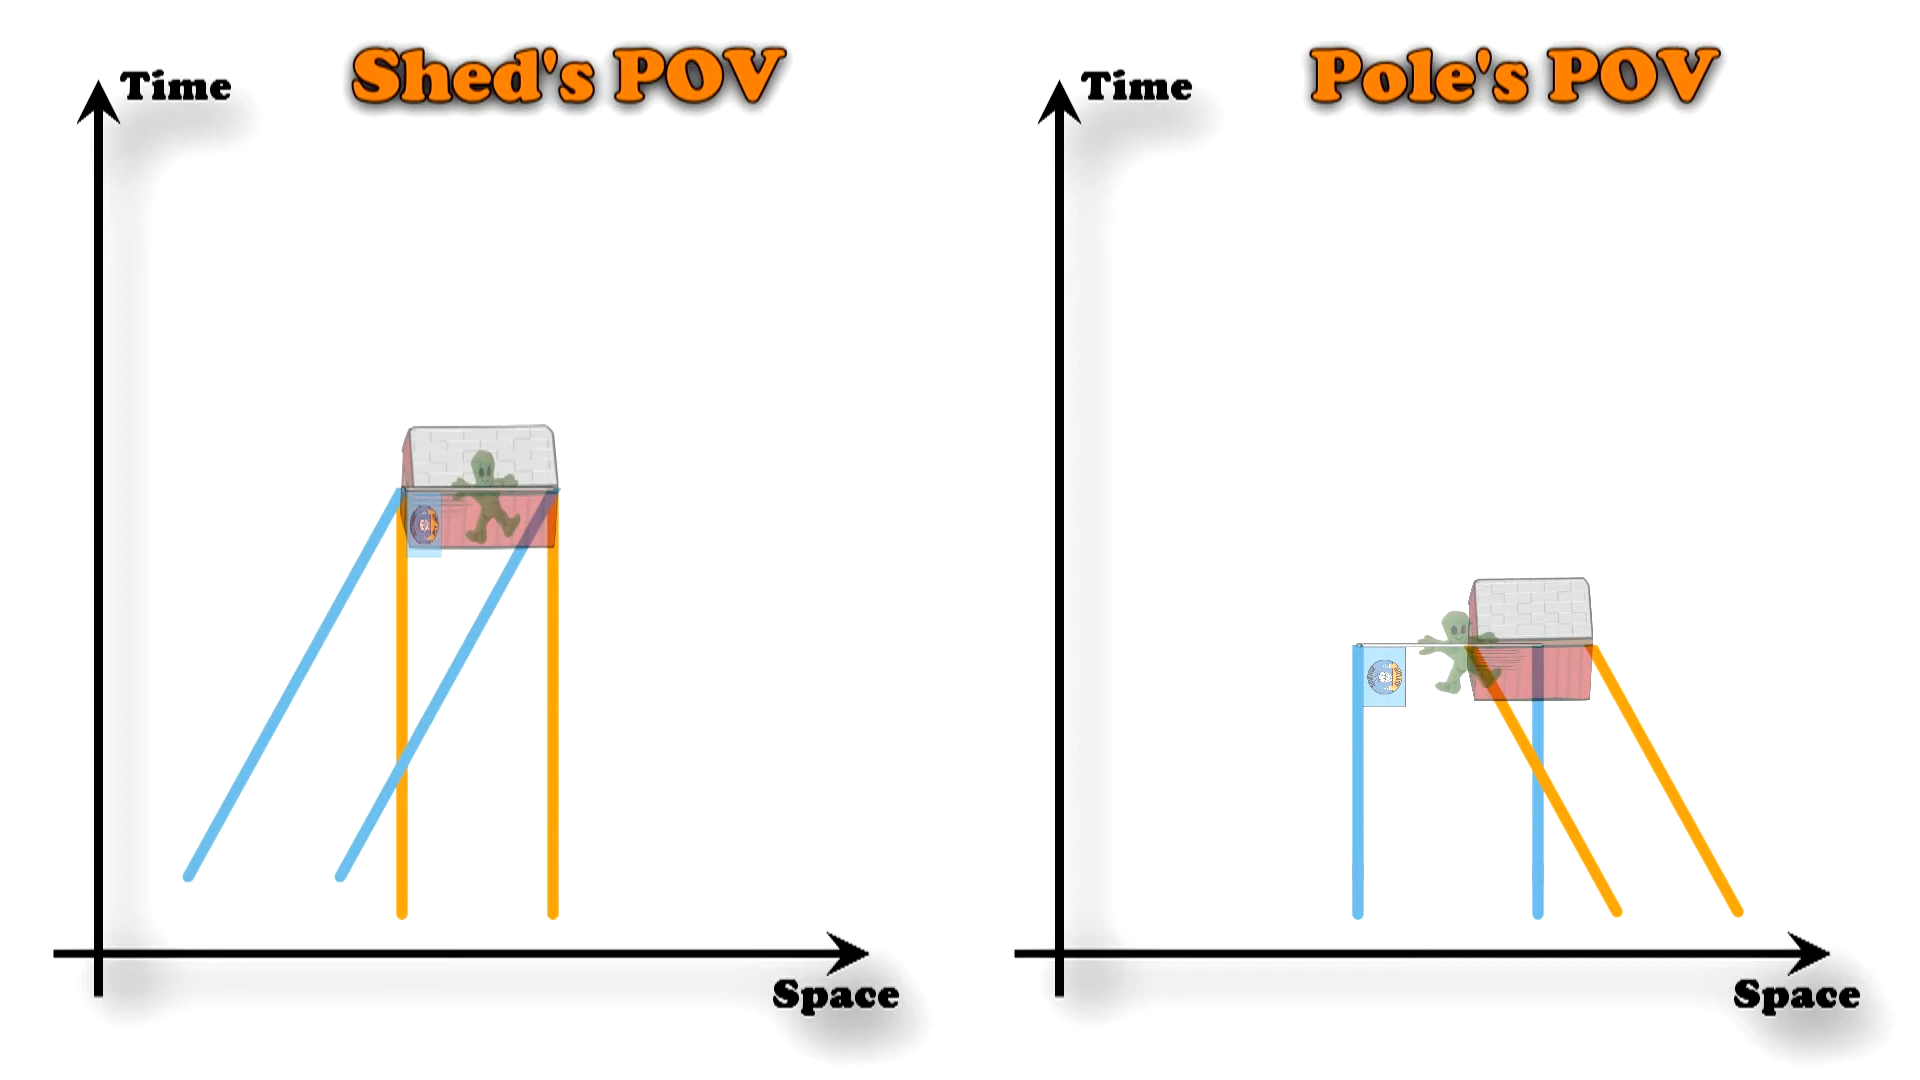 Shed's POV
Time
Space
Pole's POV
Time
Space